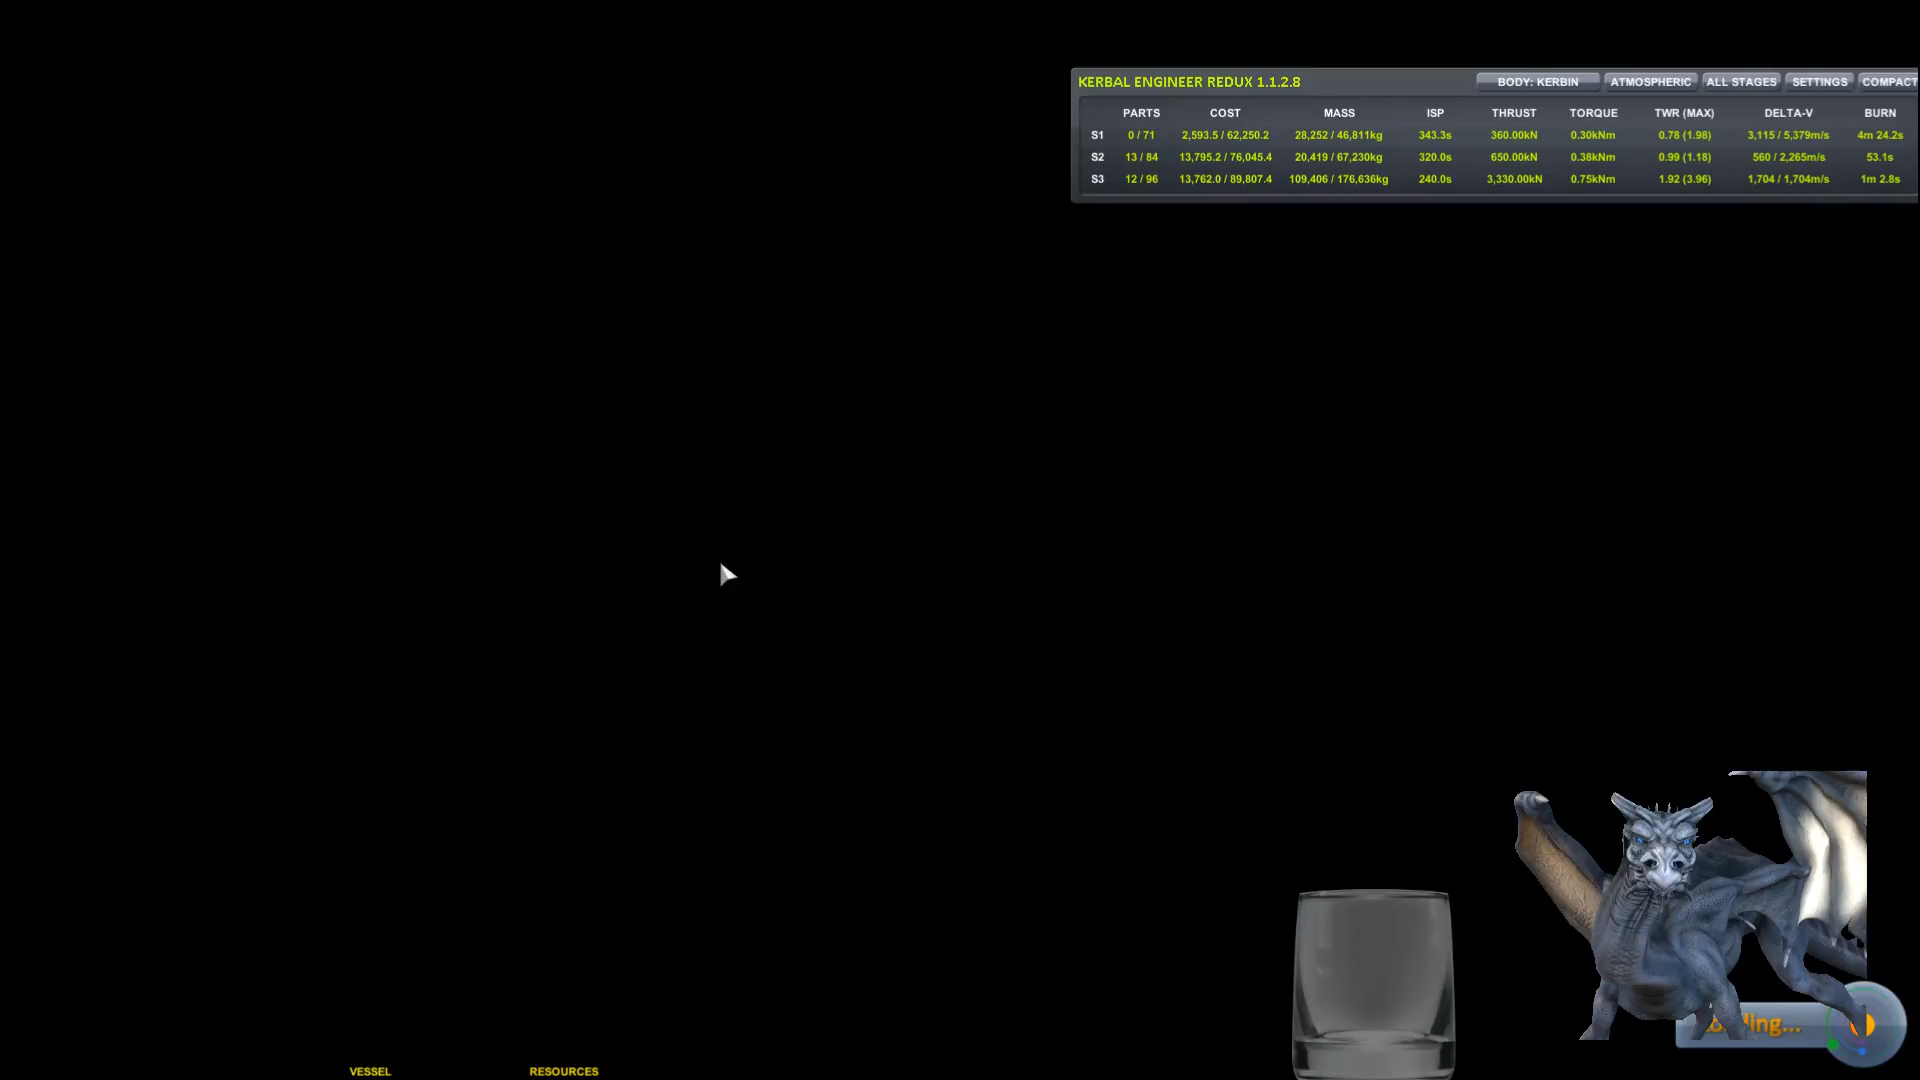 KERBAL ENGINEER REDUX 1.1.2.8 BODY: KERBIN ATMOSPHERIC ALL STAGES SETTINGS COMPACT
PARTS COST MASS ISP THRUST TORQUE TWR (MAX) DELTA-V BURN
S1 0 / 71 2,593.5 / 62,250.2 28,252 / 46,811kg 343.3s 360.00kN 0.30kNm 0.78 (1.98) 3,115 / 5,379m/s 4m 24.2s
S2 13 / 84 13,795.2 / 76,045.4 20,419 / 67,230kg 320.0s 650.00kN 0.38kNm 0.99 (1.18) 560 / 2,265m/s 53.1s
S3 12 / 96 13,762.0 / 89,807.4 109,406 / 176,636kg 240.0s 3,330.00kN 0.75kNm 1.92 (3.96) 1,704 / 1,704m/s 1m 2.8s
VESSEL RESOURCES